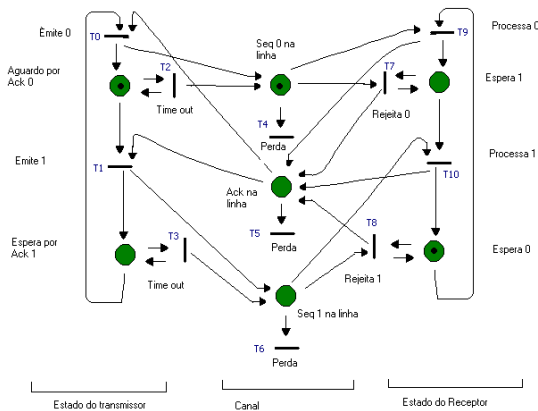 Emite 0
T0
Aguardo por
Ack 0
T2
Time out
Seq 0 na
linha
T4
Perda
Processa 0
T9
T7
Espera 1
Rejeita 0
Emite 1
T1
Ack na
linha
T5
Perda
Processa 1
T10
Espera por
Ack 1
T3
Time out
T8
Rejeita 1
Espera 0
Seq 1 na linha
T6
Perda
Estado do transmissor
Canal
Estado do Receptor